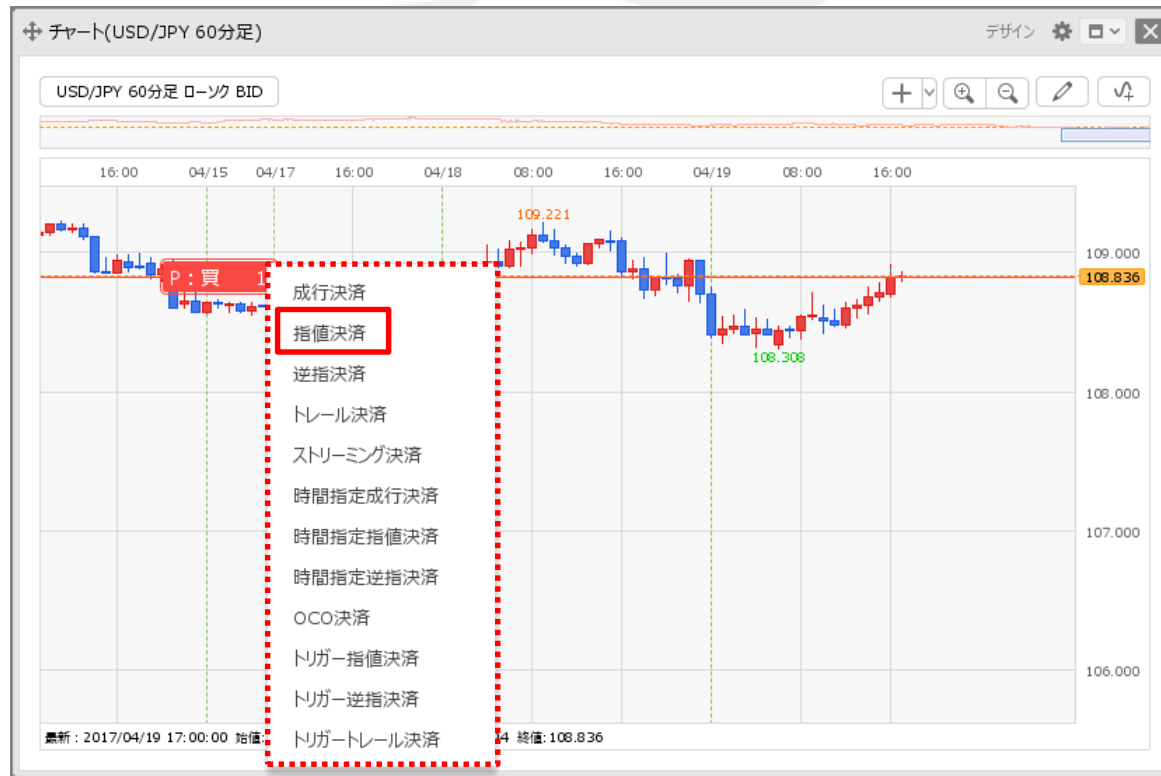 チャート(USD/JPY 60分足)
デザイン
USD/JPY 60分足 ローソク BID
16:00 04/15 04/17 16:00 04/18 08:00 16:00 04/19 08:00 16:00
109.221
109.000
108.836
P:買 1
成行決済
指値決済
逆指決済
トレール決済
ストリーミング決済
時間指定成行決済
時間指定指値決済
時間指定逆指決済
OCO決済
トリガー指値決済
トリガー逆指決済
トリガートレール決済
108.308
108.000
107.000
106.000
最新:2017/04/19 17:00:00 始値: 4 終値:108.836